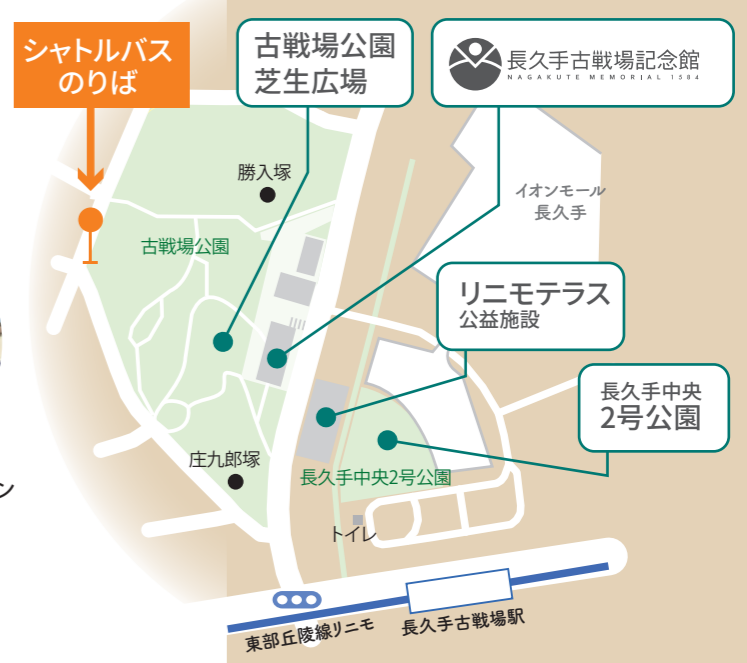 シャトルバス
のりば
古戦場公園
芝生広場
長久手古戦場記念館
NAGAKUTE MEMORIAL 1584
勝入塚
イオンモール
長久手
古戦場公園
リニモテラス
公益施設
長久手中央
2号公園
庄九郎塚
長久手中央2号公園
ン
トイレ
東部丘陵線リニモ
長久手古戦場駅